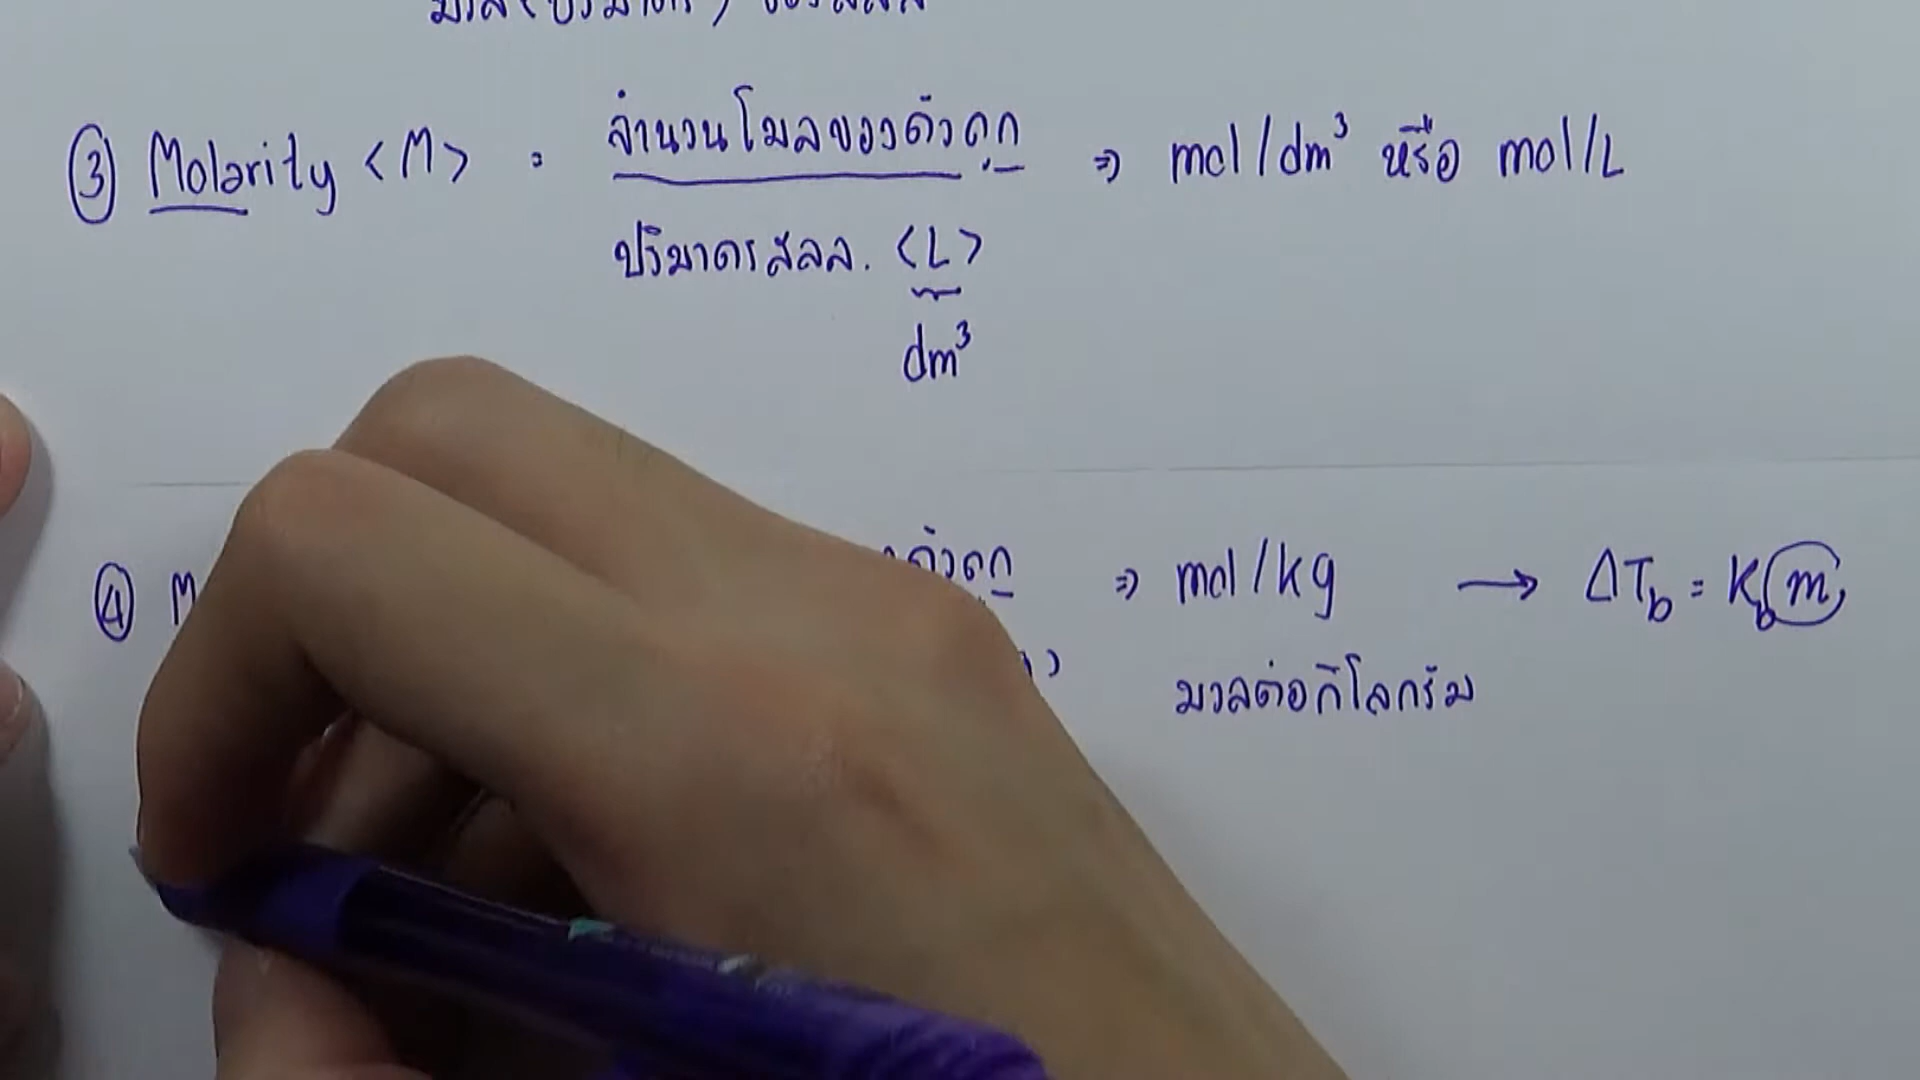 ③ Molarity <M> = จำนวนโมลของตัวถูก ⇒ mol/dm³ หรือ mol/L
ปริมาตรสลล. <L>
dm³
④ M ตัวถูก ⇒ mol/kg → ΔTb = Kb m
มวลต่อกิโลกรัม